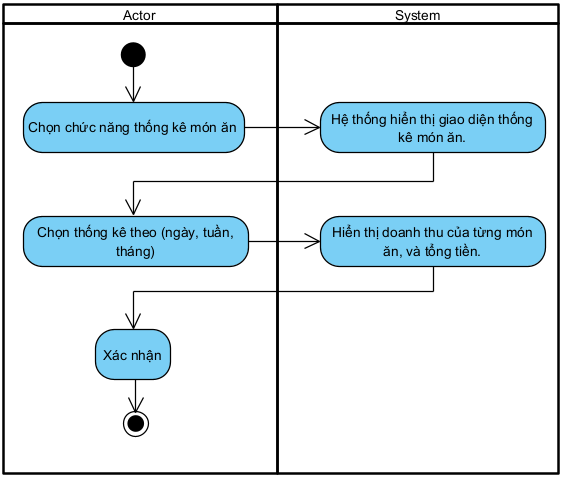 Actor
System
Chọn chức năng thống kê món ăn
Hệ thống hiển thị giao diện thống
kê món ăn.
Chọn thống kê theo (ngày, tuần,
tháng)
Hiển thị doanh thu của từng món
ăn, và tổng tiền.
Xác nhận